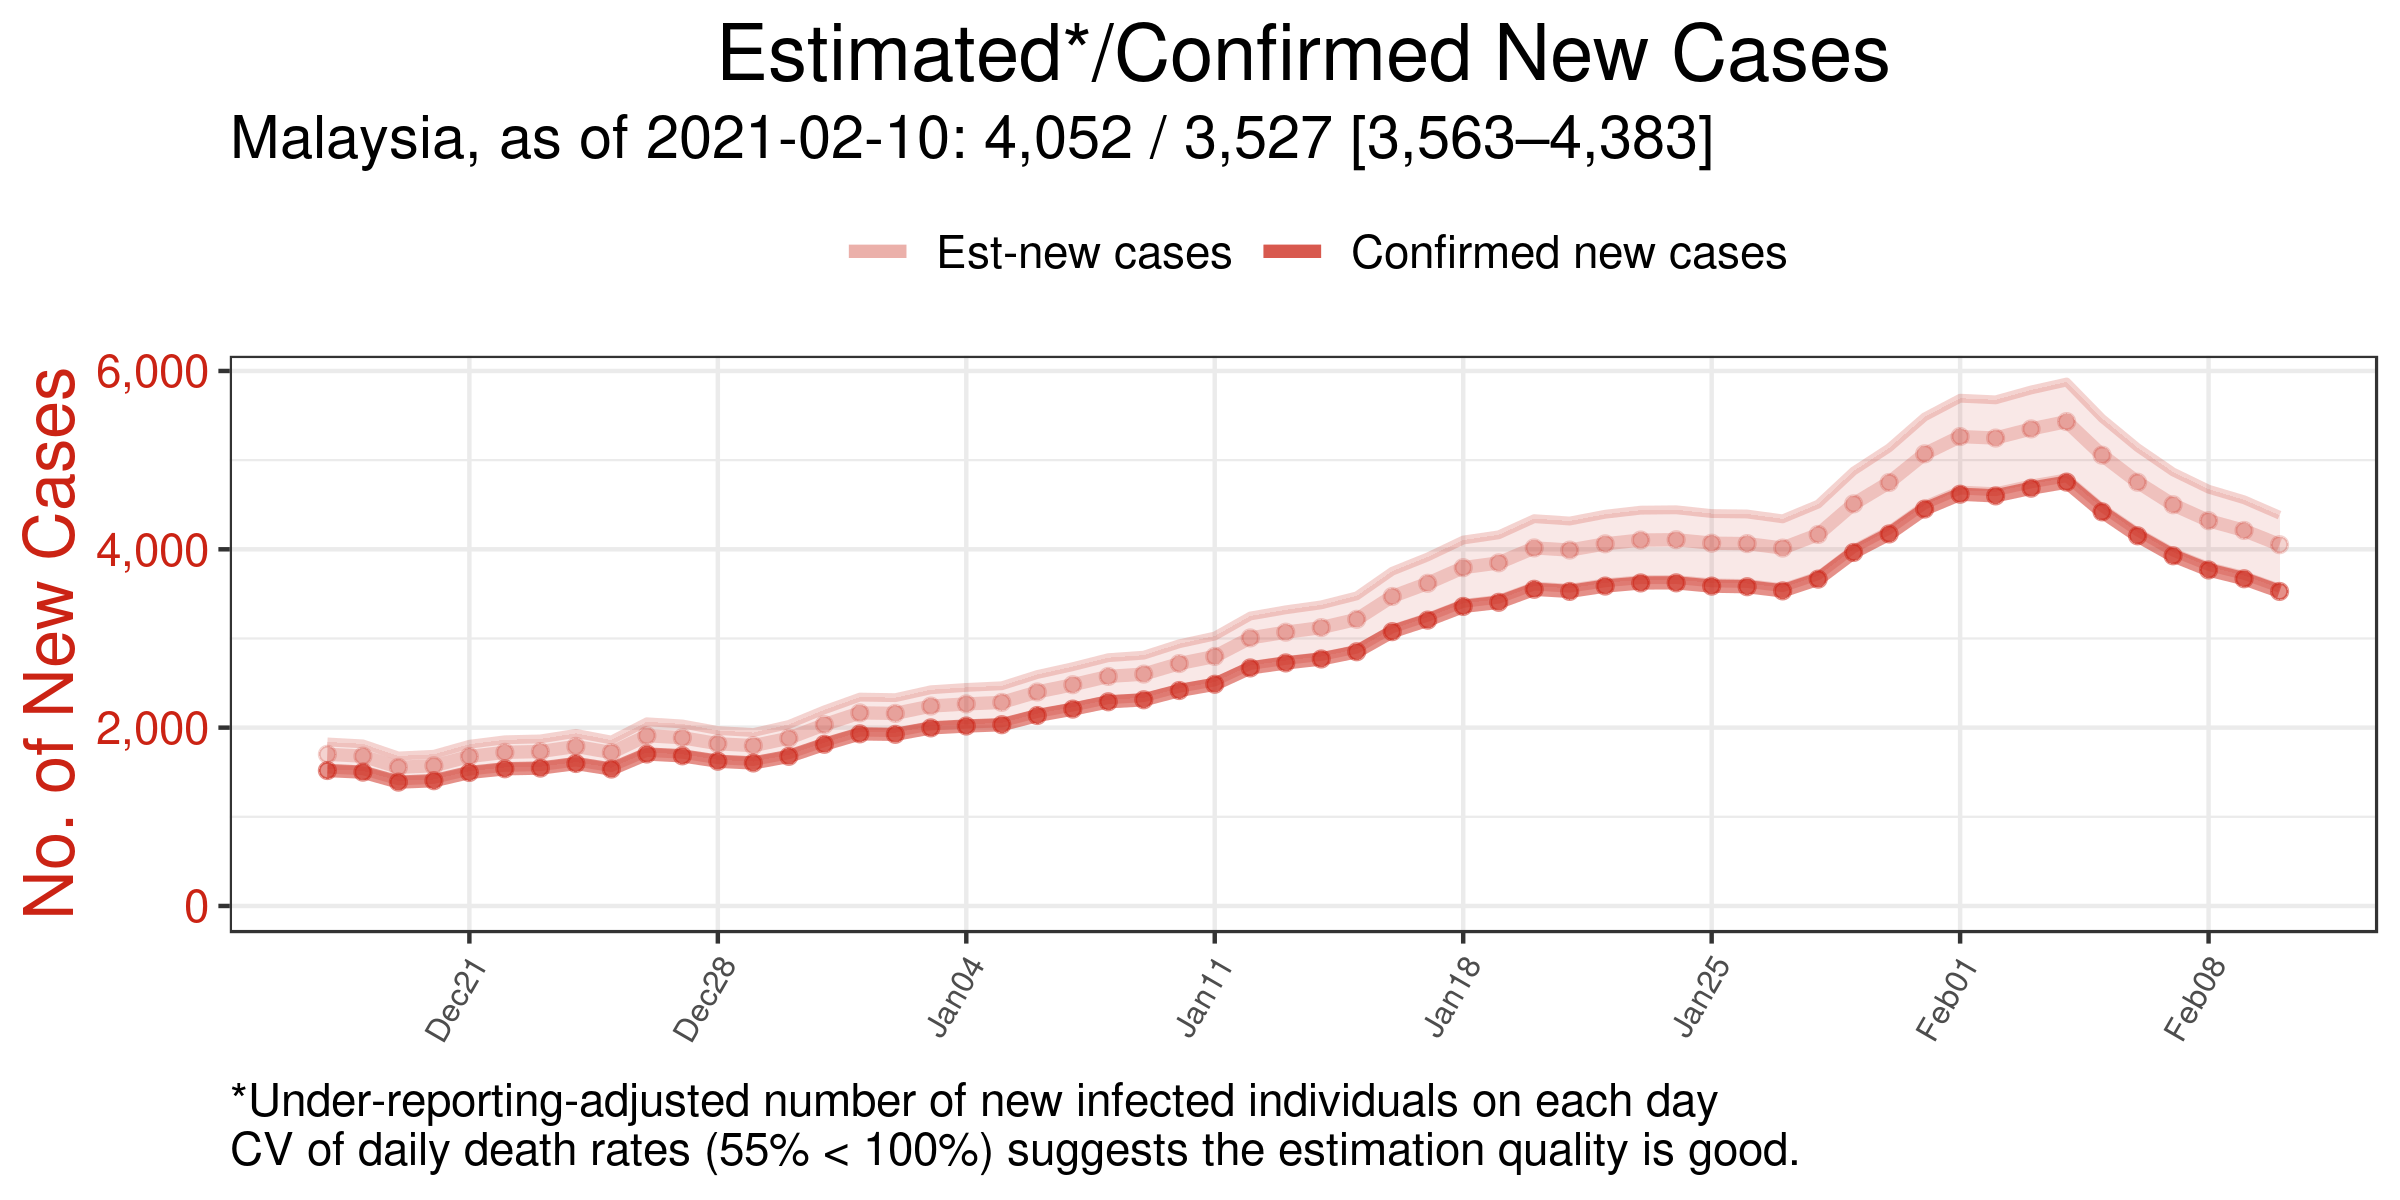 Estimated*/Confirmed New Cases
Malaysia, as of 2021-02-10: 4,052 / 3,527 [3,563–4,383]
Est-new cases Confirmed new cases
No. of New Cases
6,000
4,000
2,000
0
Dec21 Dec28 Jan04 Jan11 Jan18 Jan25 Feb01 Feb08
*Under-reporting-adjusted number of new infected individuals on each day
CV of daily death rates (55% < 100%) suggests the estimation quality is good.